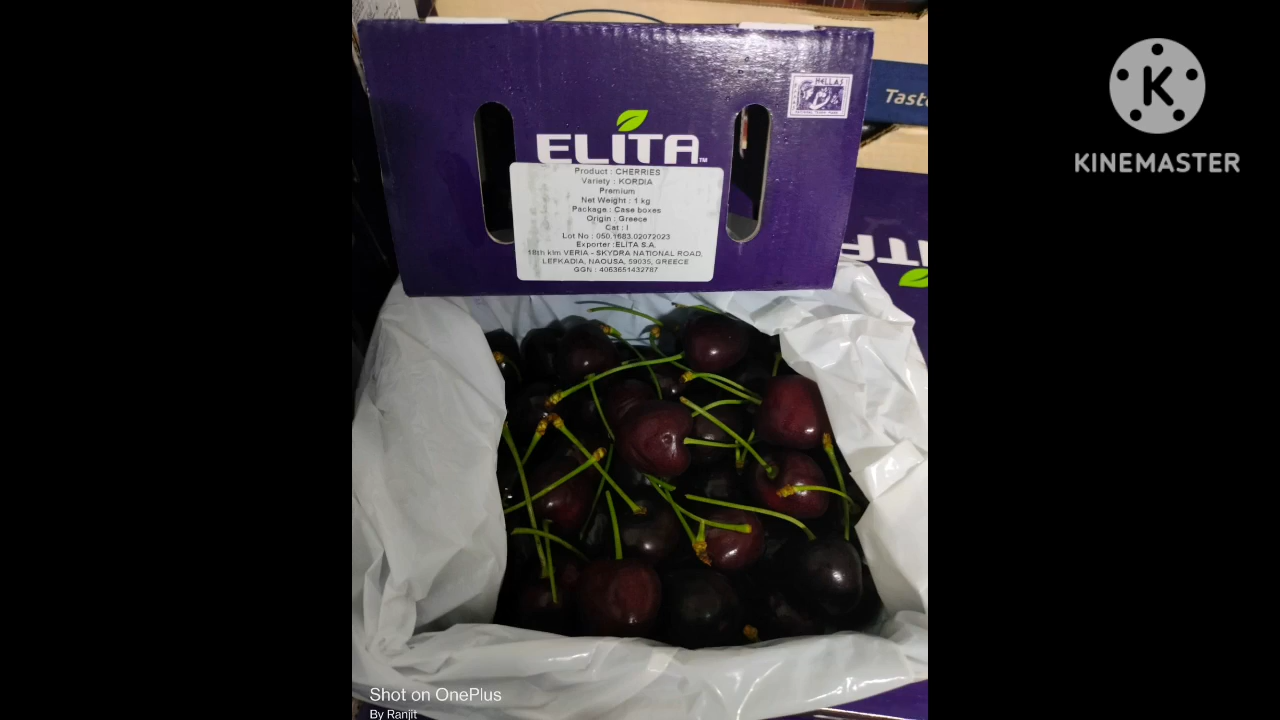 HELLAS
Taste
ELITA™
Product : CHERRIES
Variety : KORDIA
Premium
Net Weight : 1 kg
Package : Case boxes
Origin : Greece
Cat : I
Lot No : 050.1683.02072023
Exporter :ELITA S.A.
18th klm VERIA - SKYDRA NATIONAL ROAD,
LEFKADIA, NAOUSA, 59035, GREECE
GGN : 4063651432787
K
KINEMASTER
Shot on OnePlus
By Ranjit